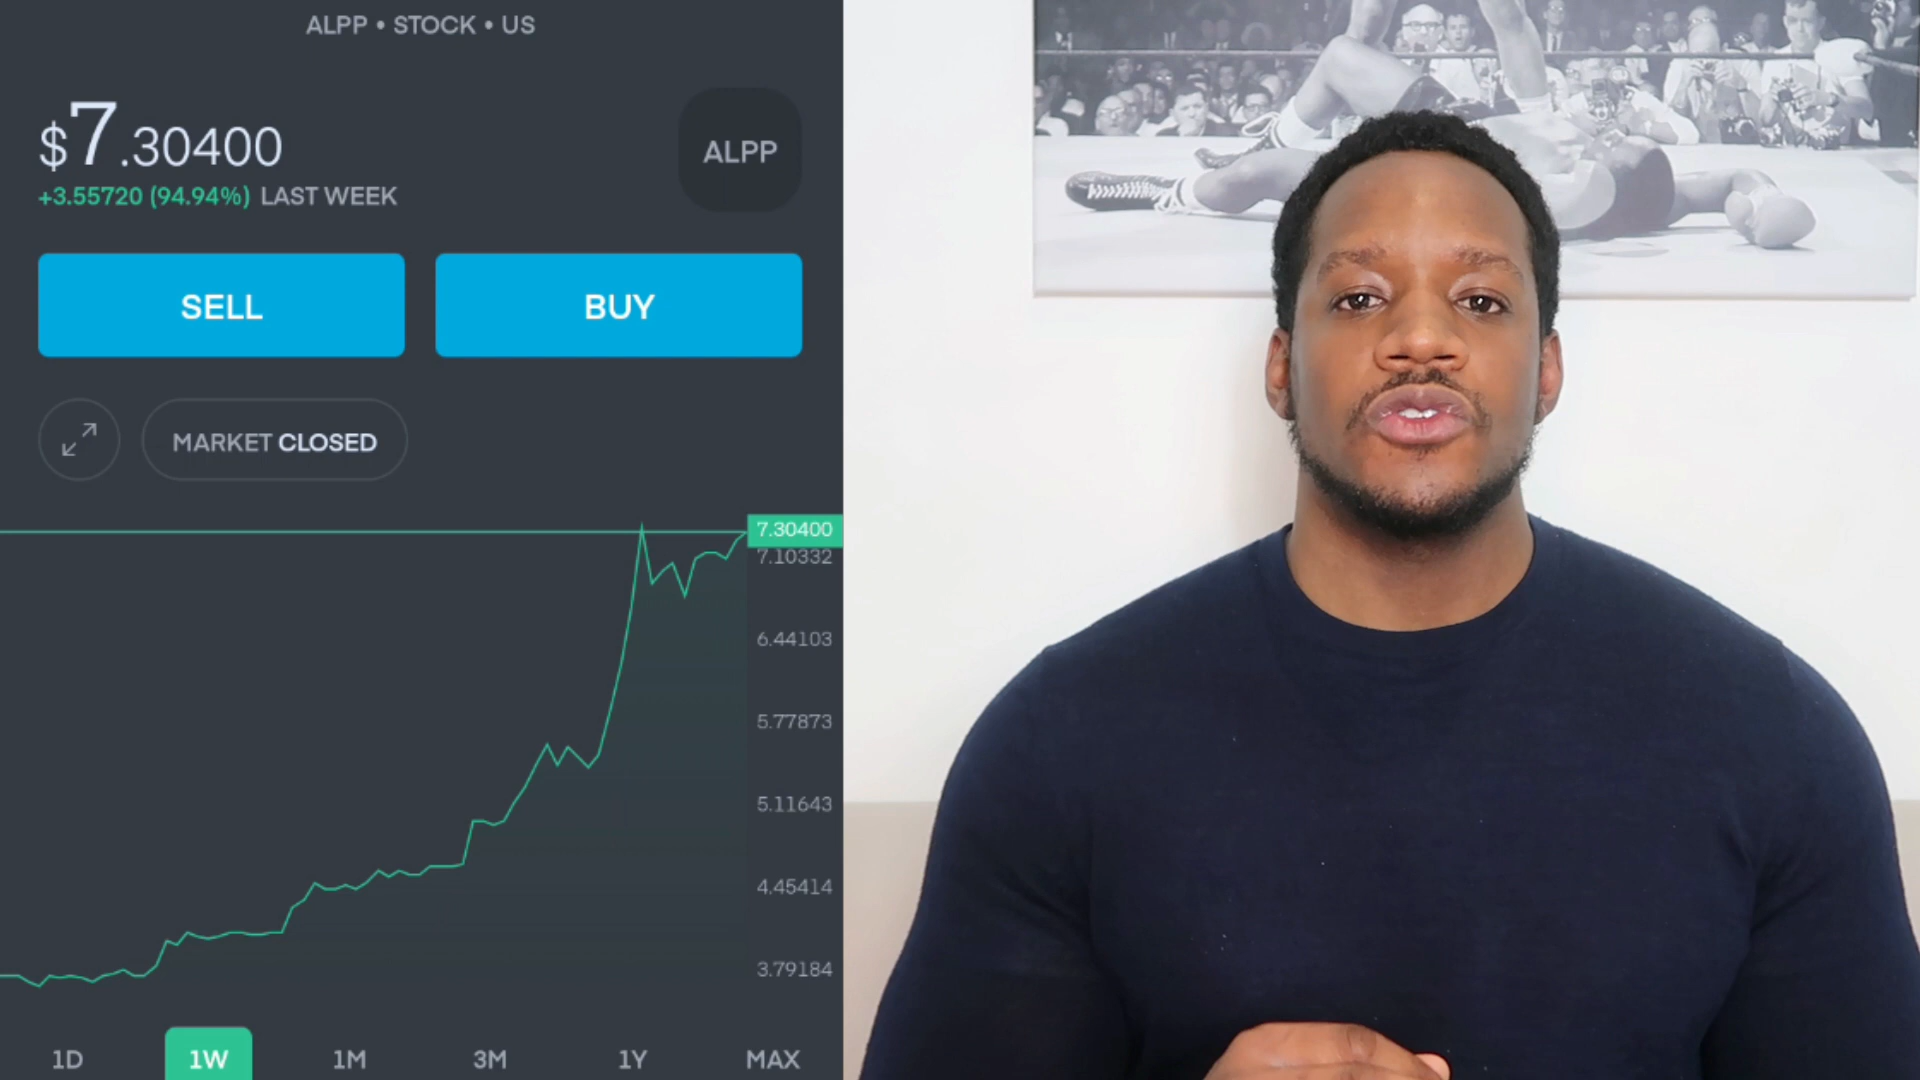 ALPP • STOCK • US
$7.30400
ALPP
+3.55720 (94.94%) LAST WEEK
SELL
BUY
MARKET CLOSED
7.30400
7.10332
6.44103
5.77873
5.11643
4.45414
3.79184
1D
1W
1M
3M
1Y
MAX